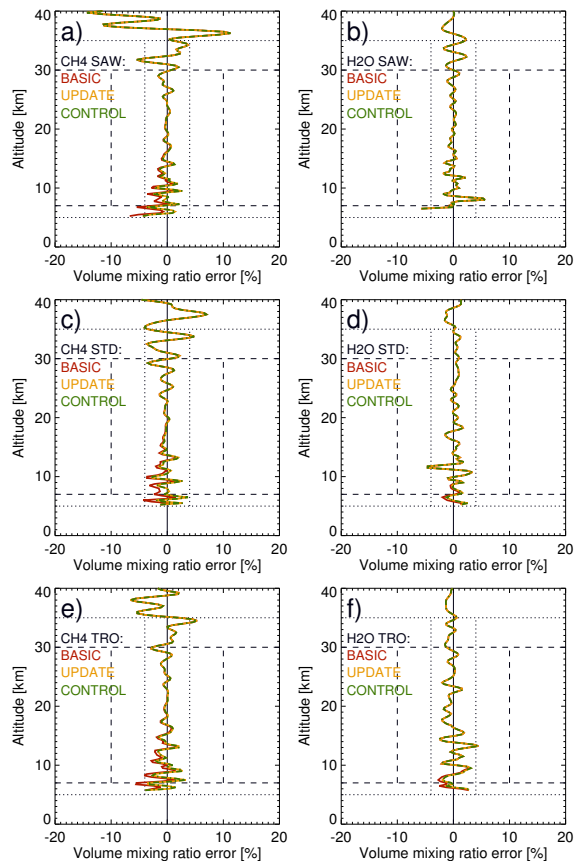 40
30
20
10
0
Altitude [km]
a)
CH4 SAW:
BASIC
UPDATE
CONTROL
-20 -10 0 10 20
Volume mixing ratio error [%]
40
30
20
10
0
Altitude [km]
b)
H2O SAW:
BASIC
UPDATE
CONTROL
-20 -10 0 10 20
Volume mixing ratio error [%]
40
30
20
10
0
Altitude [km]
c)
CH4 STD:
BASIC
UPDATE
CONTROL
-20 -10 0 10 20
Volume mixing ratio error [%]
40
30
20
10
0
Altitude [km]
d)
H2O STD:
BASIC
UPDATE
CONTROL
-20 -10 0 10 20
Volume mixing ratio error [%]
40
30
20
10
0
Altitude [km]
e)
CH4 TRO:
BASIC
UPDATE
CONTROL
-20 -10 0 10 20
Volume mixing ratio error [%]
40
30
20
10
0
Altitude [km]
f)
H2O TRO:
BASIC
UPDATE
CONTROL
-20 -10 0 10 20
Volume mixing ratio error [%]